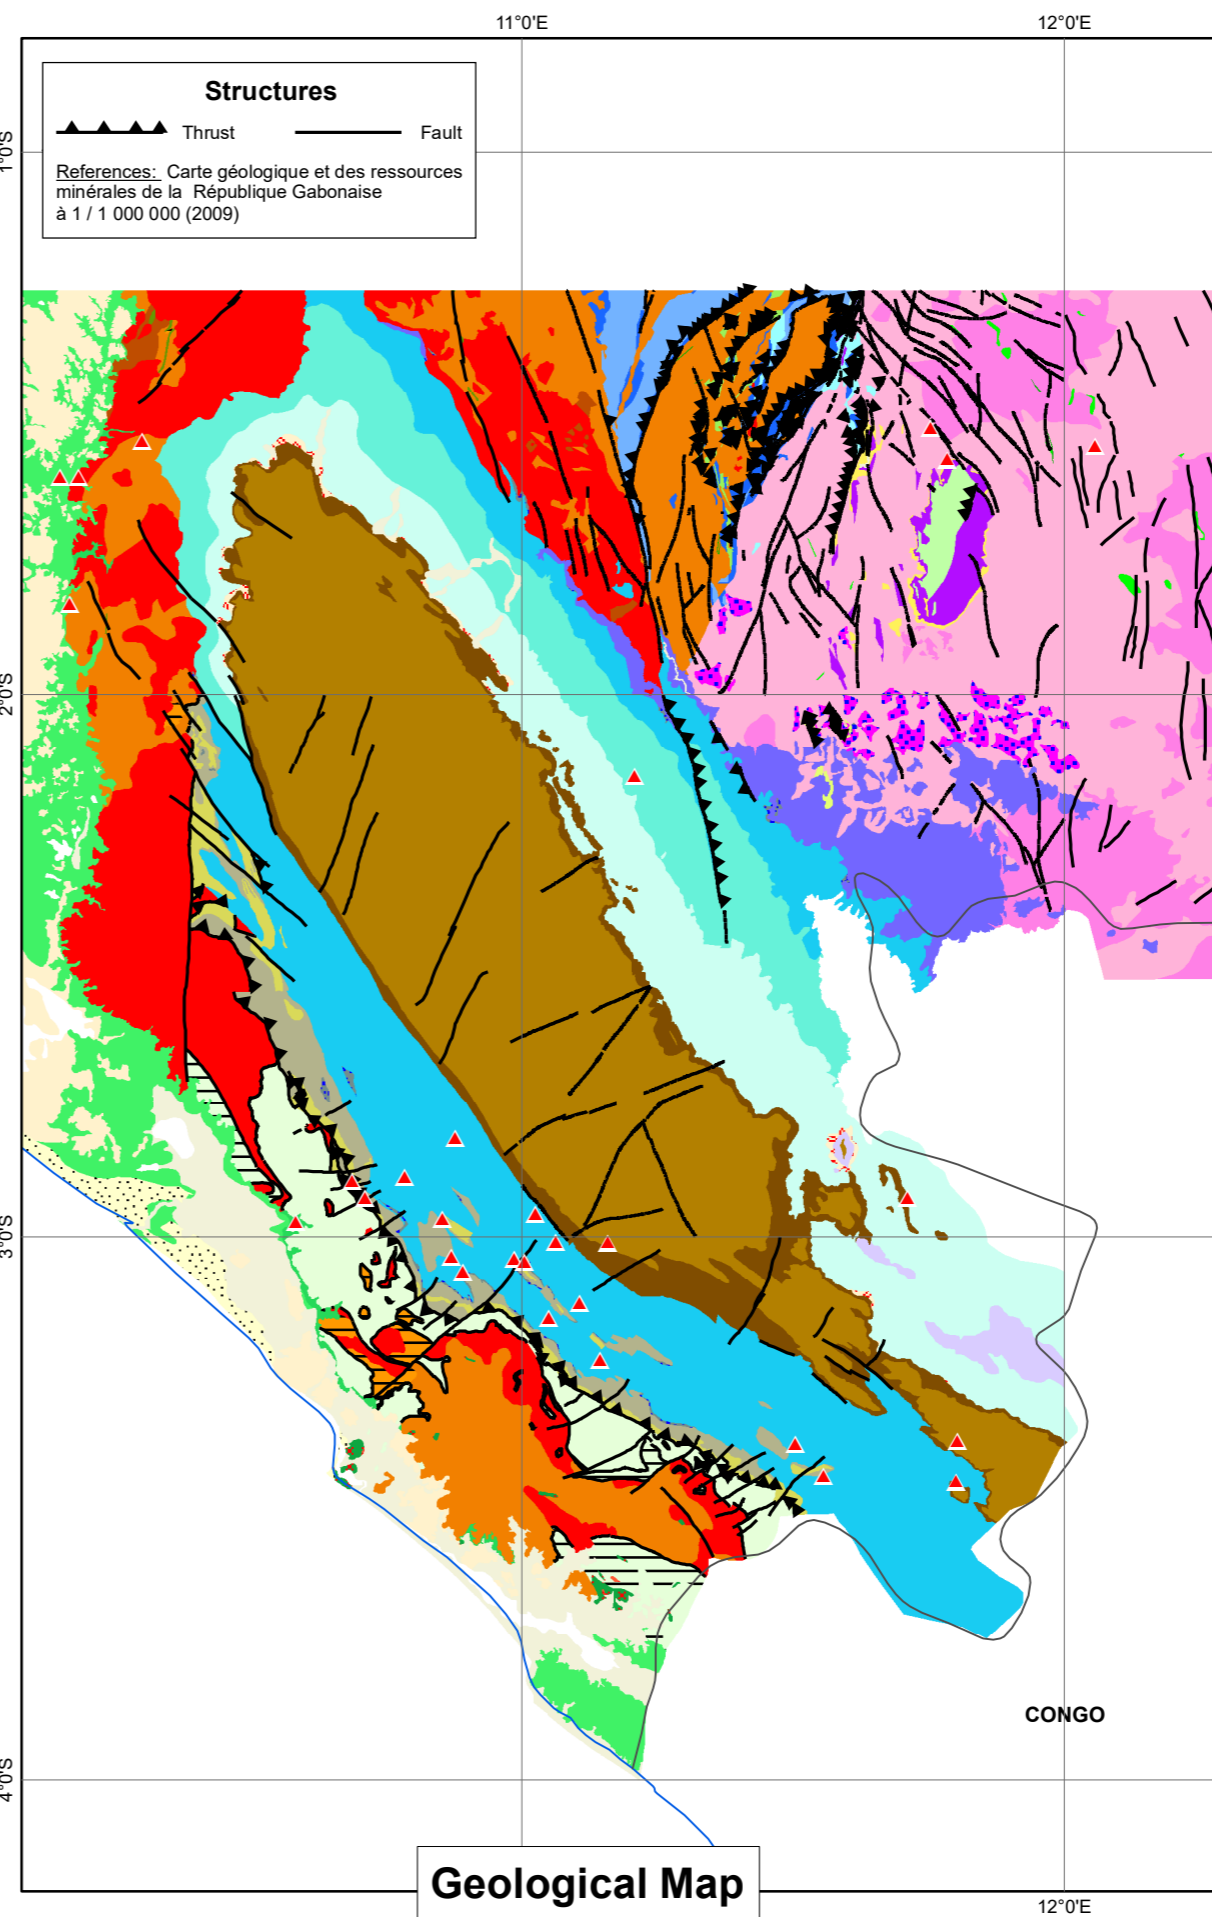 11°0'E 12°0'E
Structures
Thrust Fault
References: Carte géologique et des ressources
minérales de la République Gabonaise
à 1 / 1 000 000 (2009)
1°0'S
2°0'S
3°0'S
CONGO
4°0'S
Geological Map
12°0'E